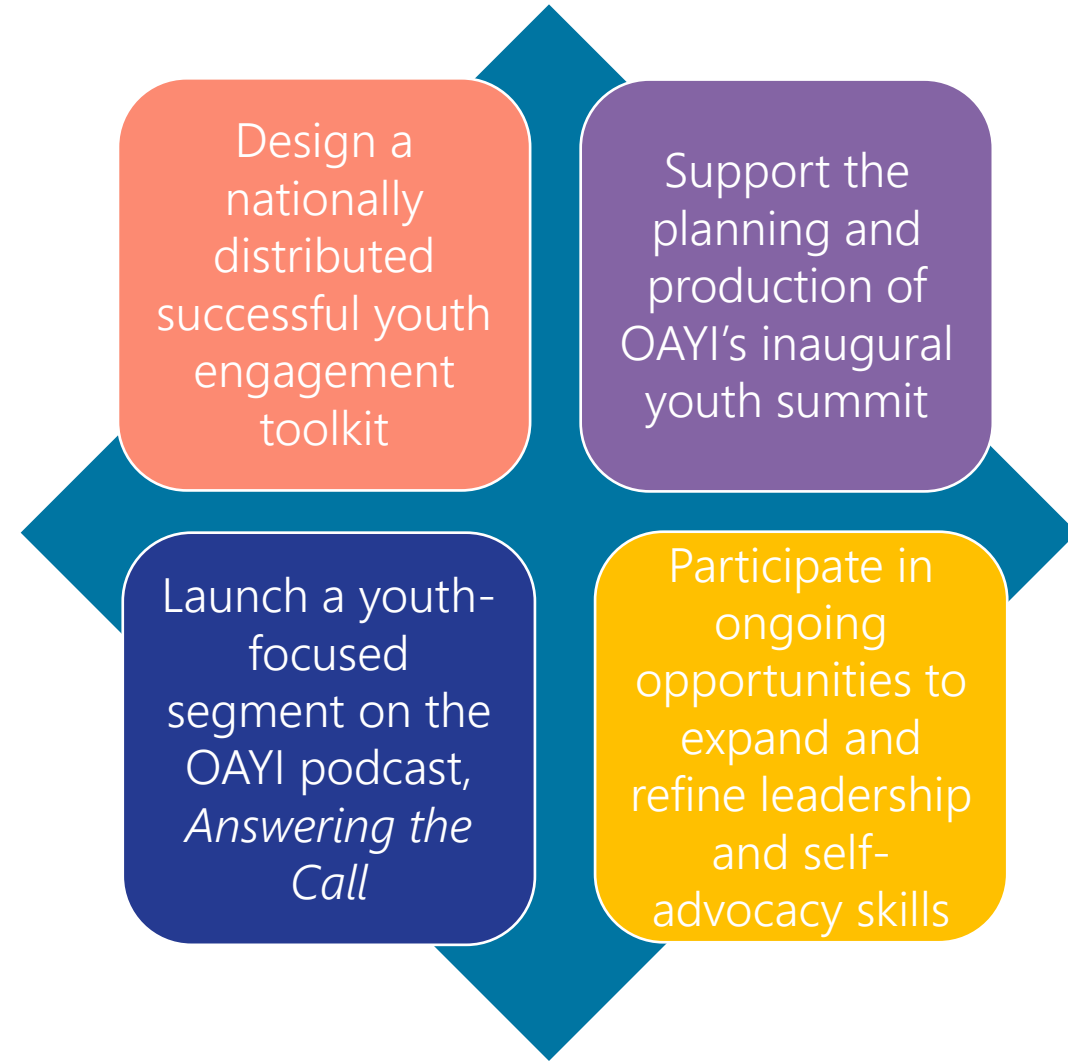 Design a
nationally
distributed
successful youth
engagement
toolkit
Support the
planning and
production of
OAYI’s inaugural
youth summit
Launch a youth-
focused
segment on the
OAYI podcast,
Answering the
Call
Participate in
ongoing
opportunities to
expand and
refine leadership
and self-
advocacy skills